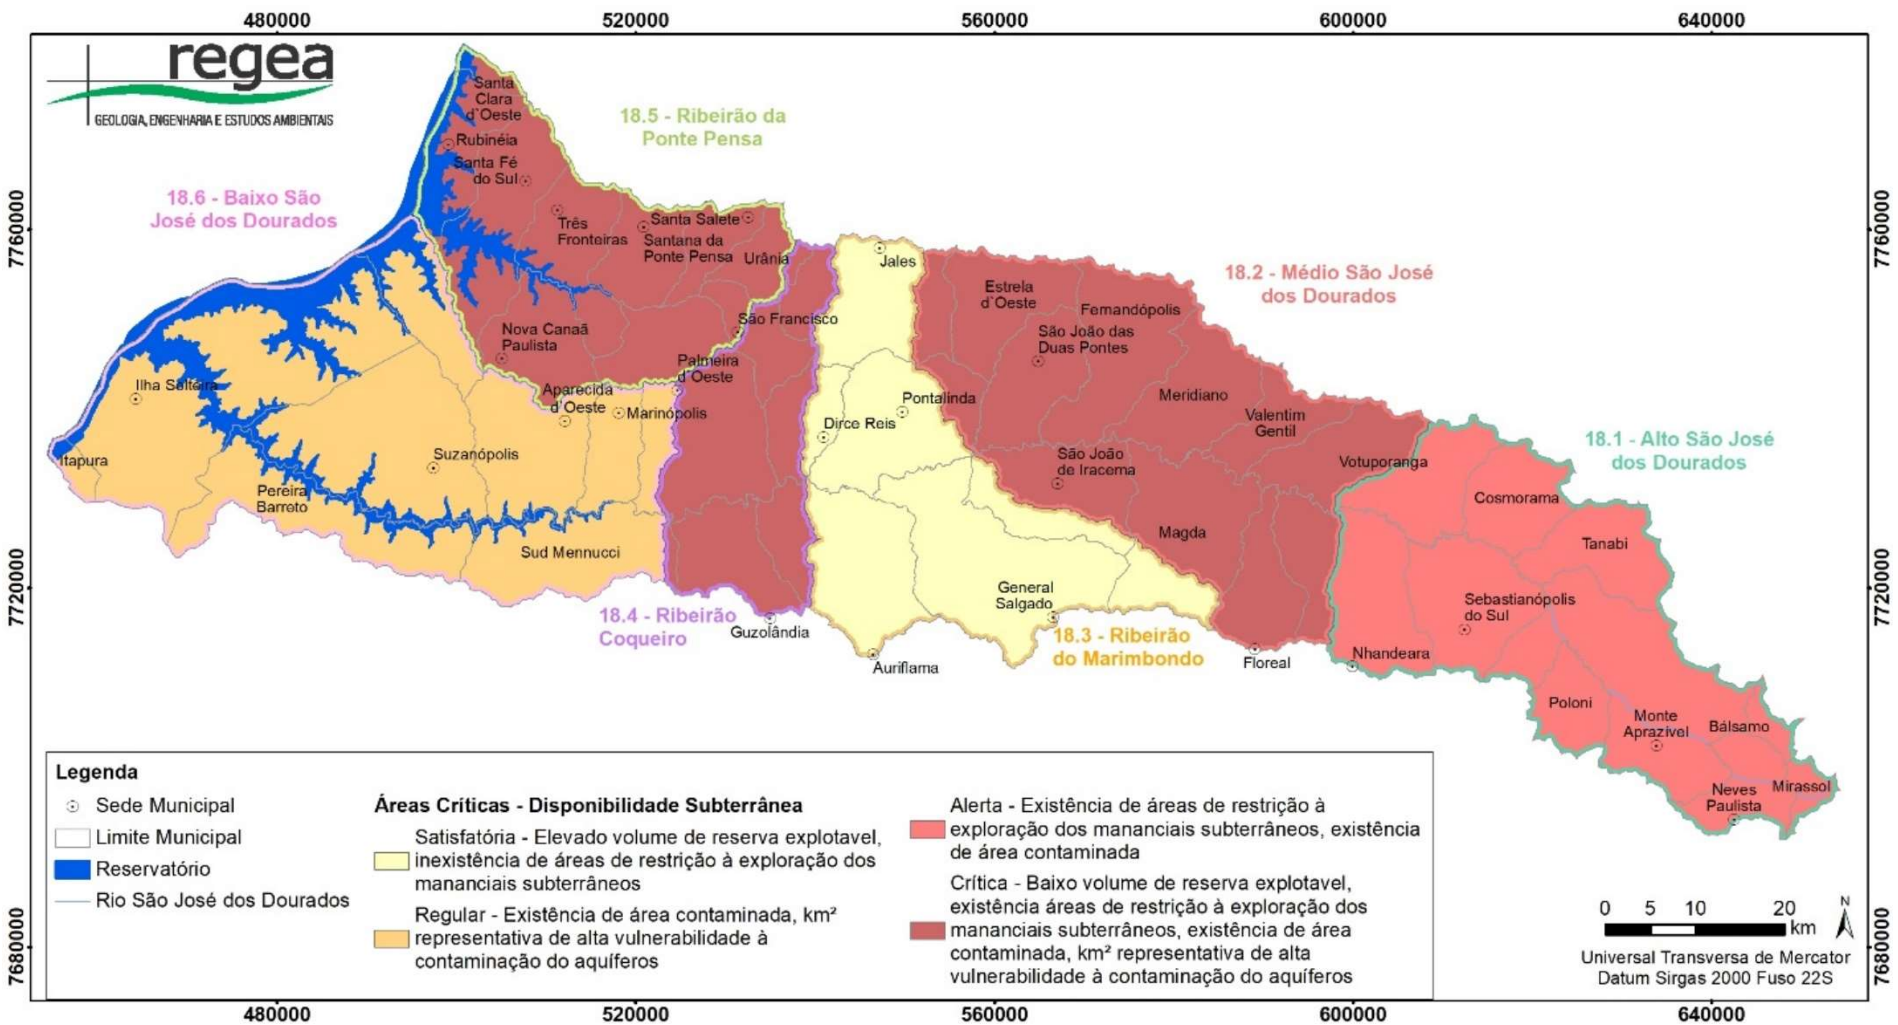 480000
520000
560000
600000
640000
regea
GEOLOGIA, ENGENHARIA E ESTUDOS AMBIENTAIS
7760000
7720000
7680000
7760000
7720000
7680000
18.5 - Ribeirão da
Ponte Pensa
18.6 - Baixo São
José dos Dourados
18.2 - Médio São José
dos Dourados
18.1 - Alto São José
dos Dourados
18.4 - Ribeirão
Coqueiro
18.3 - Ribeirão
do Marimbondo
Santa
Clara
d`Oeste
Rubinéia
Santa Fé
do Sul
Três
Fronteiras
Santa Salete
Santana da
Ponte Pensa
Urânia
Nova Canaã
Paulista
São Francisco
Palmeira
d`Oeste
Aparecida
d`Oeste
Marinópolis
Ilha Solteira
Itapura
Suzanópolis
Pereira
Barreto
Sud Mennucci
Guzolândia
Jales
Pontalinda
Dirce Reis
General
Salgado
Auriflama
Estrela
d`Oeste
Fernandópolis
São João das
Duas Pontes
Meridiano
Valentim
Gentil
São João
de Iracema
Votuporanga
Magda
Floreal
Cosmorama
Tanabi
Sebastianópolis
do Sul
Nhandeara
Poloni
Monte
Aprazível
Bálsamo
Neves
Paulista
Mirassol
Legenda
Sede Municipal
Limite Municipal
Reservatório
Rio São José dos Dourados
Áreas Críticas - Disponibilidade Subterrânea
Satisfatória - Elevado volume de reserva explotavel,
inexistência de áreas de restrição à exploração dos
mananciais subterrâneos
Regular - Existência de área contaminada, km²
representativa de alta vulnerabilidade à
contaminação do aquíferos
Alerta - Existência de áreas de restrição à
exploração dos mananciais subterrâneos, existência
de área contaminada
Crítica - Baixo volume de reserva explotavel,
existência áreas de restrição à exploração dos
mananciais subterrâneos, existência de área
contaminada, km² representativa de alta
vulnerabilidade à contaminação do aquíferos
0 5 10 20
km
N
Universal Transversa de Mercator
Datum Sirgas 2000 Fuso 22S
480000
520000
560000
600000
640000